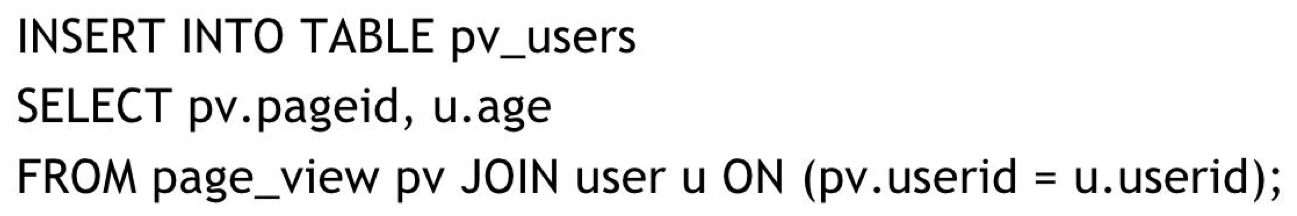 INSERT INTO TABLE pv_users
SELECT pv.pageid, u.age
FROM page_view pv JOIN user u ON (pv.userid = u.userid);